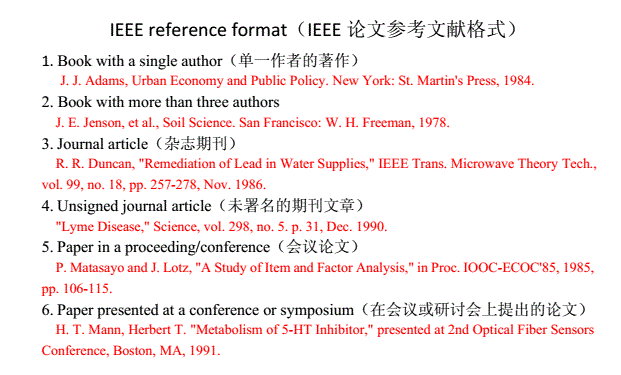 IEEE reference format（IEEE 论文参考文献格式）
1. Book with a single author（单一作者的著作）
J. J. Adams, Urban Economy and Public Policy. New York: St. Martin's Press, 1984.
2. Book with more than three authors
J. E. Jenson, et al., Soil Science. San Francisco: W. H. Freeman, 1978.
3. Journal article（杂志期刊）
R. R. Duncan, "Remediation of Lead in Water Supplies," IEEE Trans. Microwave Theory Tech.,
vol. 99, no. 18, pp. 257-278, Nov. 1986.
4. Unsigned journal article（未署名的期刊文章）
"Lyme Disease," Science, vol. 298, no. 5. p. 31, Dec. 1990.
5. Paper in a proceeding/conference（会议论文）
P. Matasayo and J. Lotz, "A Study of Item and Factor Analysis," in Proc. IOOC-ECOC'85, 1985,
pp. 106-115.
6. Paper presented at a conference or symposium（在会议或研讨会上提出的论文）
H. T. Mann, Herbert T. "Metabolism of 5-HT Inhibitor," presented at 2nd Optical Fiber Sensors
Conference, Boston, MA, 1991.